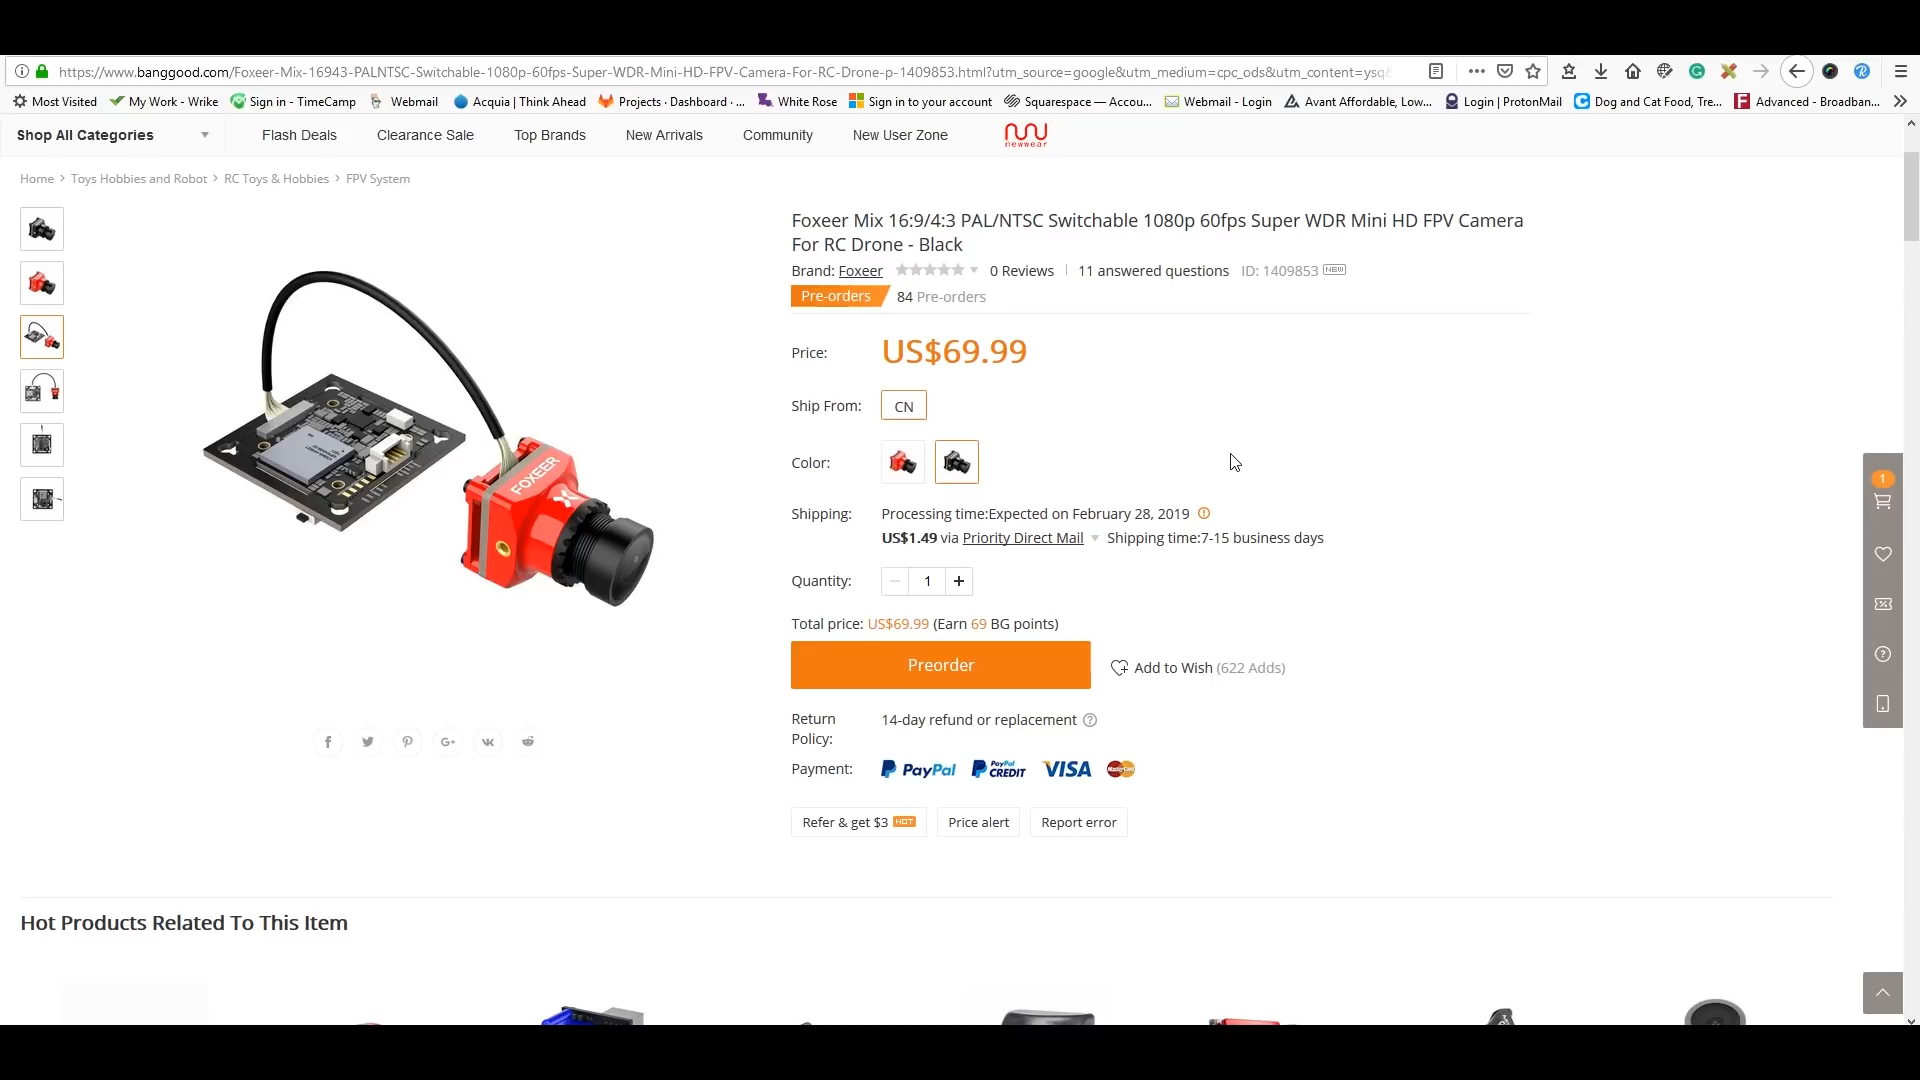 https://www.banggood.com/Foxeer-Mix-16943-PALNTSC-Switchable-1080p-60fps-Super-WDR-Mini-HD-FPV-Camera-For-RC-Drone-p-1409853.html?utm_source=google&utm_medium=cpc_ods&utm_content=ysq8
Most Visited My Work - Wrike Sign in - TimeCamp Webmail Acquia | Think Ahead Projects · Dashboard · ... White Rose Sign in to your account Squarespace — Accou... Webmail - Login Avant Affordable, Low... Login | ProtonMail Dog and Cat Food, Tre... Advanced - Broadban...
Shop All Categories Flash Deals Clearance Sale Top Brands New Arrivals Community New User Zone newwear
Home > Toys Hobbies and Robot > RC Toys & Hobbies > FPV System
Foxeer Mix 16:9/4:3 PAL/NTSC Switchable 1080p 60fps Super WDR Mini HD FPV Camera
For RC Drone - Black
Brand: Foxeer 0 Reviews 11 answered questions ID: 1409853 NEW
Pre-orders 84 Pre-orders
Price: US$69.99
Ship From: CN
Color:
FOXEER
Shipping: Processing time:Expected on February 28, 2019
US$1.49 via Priority Direct Mail Shipping time:7-15 business days
Quantity: 1
Total price: US$69.99 (Earn 69 BG points)
Preorder Add to Wish (622 Adds)
Return Policy: 14-day refund or replacement
Payment: PayPal PayPal CREDIT VISA MasterCard
Refer & get $3 HOT Price alert Report error
1
Hot Products Related To This Item